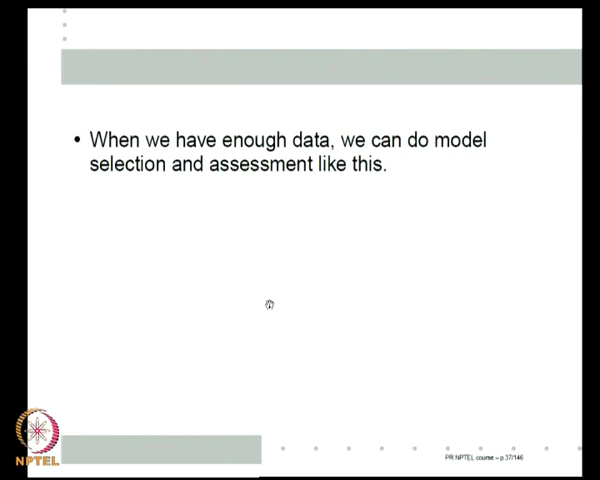 • When we have enough data, we can do model
selection and assessment like this.
NPTEL
PR NPTEL course – p.37/146